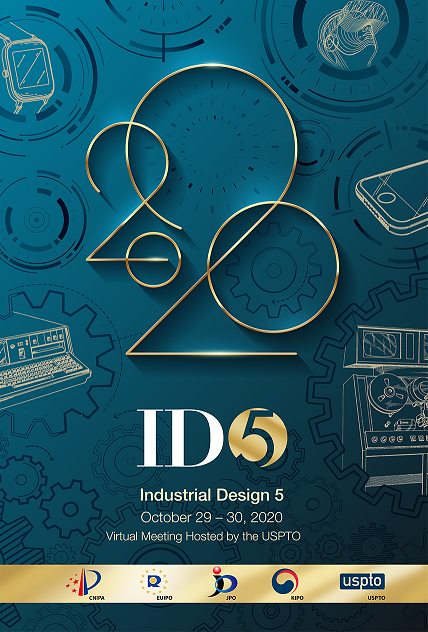 2020
ID5
Industrial Design 5
October 29 – 30, 2020
Virtual Meeting Hosted by the USPTO
CNIPA
EUIPO
JPO
KIPO
uspto
USPTO